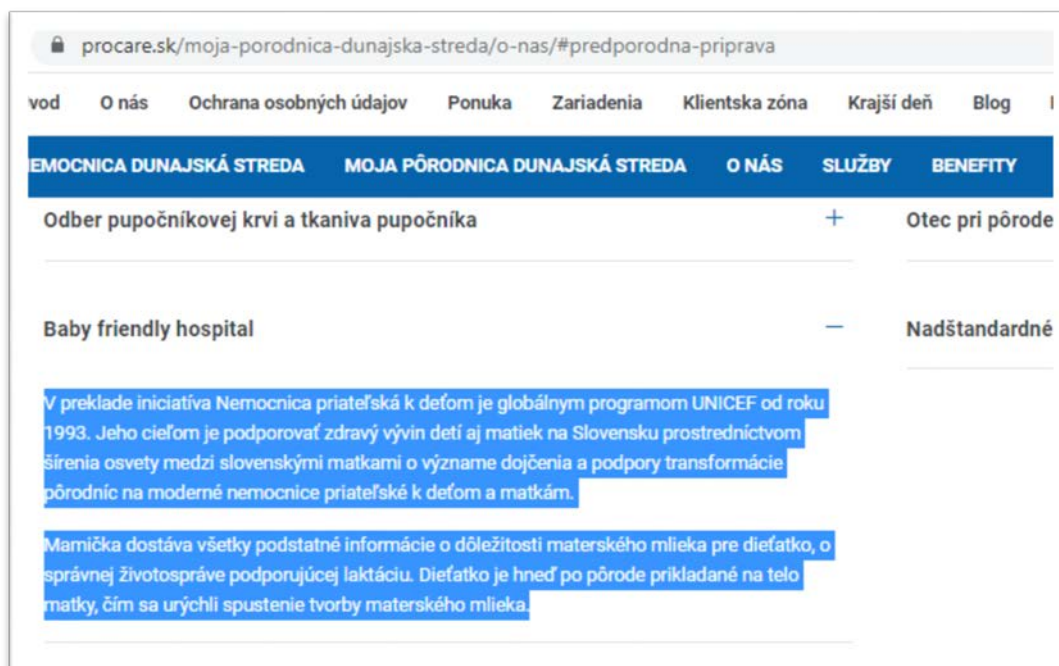 procare.sk/moja-porodnica-dunajska-streda/o-nas/#predporodna-priprava
vod O nás Ochrana osobných údajov Ponuka Zariadenia Klientska zóna Krajší deň Blog
EMOCNICA DUNAJSKÁ STREDA MOJA PÔRODNICA DUNAJSKÁ STREDA O NÁS SLUŽBY BENEFITY
Odber pupočníkovej krvi a tkaniva pupočníka + Otec pri pôrode
Baby friendly hospital − Nadštandardné
V preklade iniciatíva Nemocnica priateľská k deťom je globálnym programom UNICEF od roku
1993. Jeho cieľom je podporovať zdravý vývin detí aj matiek na Slovensku prostredníctvom
šírenia osvety medzi slovenskými matkami o význame dojčenia a podpory transformácie
pôrodníc na moderné nemocnice priateľské k deťom a matkám.
Mamička dostáva všetky podstatné informácie o dôležitosti materského mlieka pre dieťatko, o
správnej životospráve podporujúcej laktáciu. Dieťatko je hneď po pôrode prikladané na telo
matky, čím sa urýchli spustenie tvorby materského mlieka.